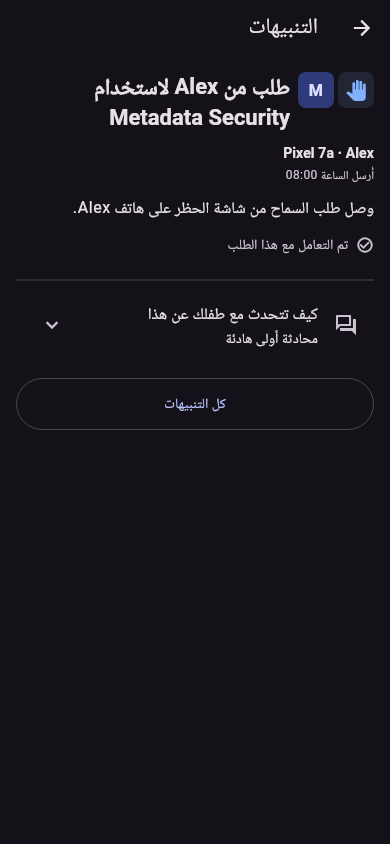 التنبيهات
M
طلب من Alex لاستخدام
Metadata Security
Pixel 7a · Alex
أُرسل الساعة 08:00
وصل طلب السماح من شاشة الحظر على هاتف Alex.
تم التعامل مع هذا الطلب
كيف تتحدث مع طفلك عن هذا
محادثة أولى هادئة
كل التنبيهات